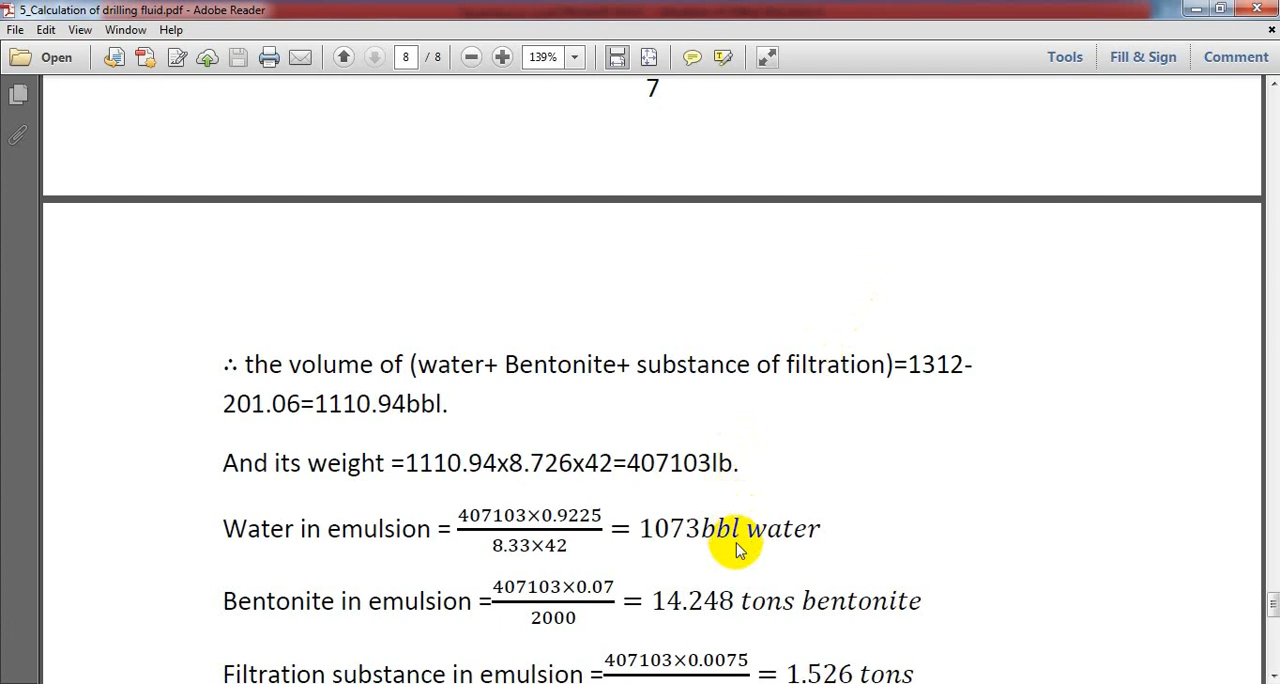 5_Calculation of drilling fluid.pdf - Adobe Reader
File Edit View Window Help
Open 8 / 8 139% Tools Fill & Sign Comment
7
∴ the volume of (water+ Bentonite+ substance of filtration)=1312-
201.06=1110.94bbl.
And its weight =1110.94x8.726x42=407103lb.
407103×0.9225
Water in emulsion = = 1073bbl water
8.33×42
407103×0.07
Bentonite in emulsion = = 14.248 tons bentonite
2000
407103×0.0075
Filtration substance in emulsion = = 1.526 tons